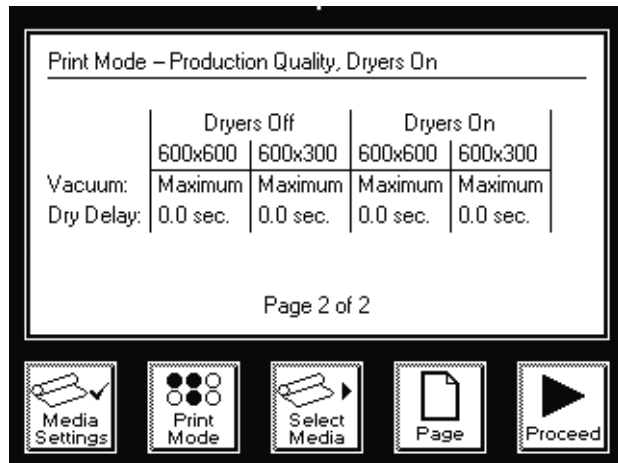 Print Mode – Production Quality, Dryers On
Dryers Off Dryers On
600x600 600x300 600x600 600x300
Vacuum: Maximum Maximum Maximum Maximum
Dry Delay: 0.0 sec. 0.0 sec. 0.0 sec. 0.0 sec.
Page 2 of 2
Media
Settings
Print
Mode
Select
Media
Page
Proceed